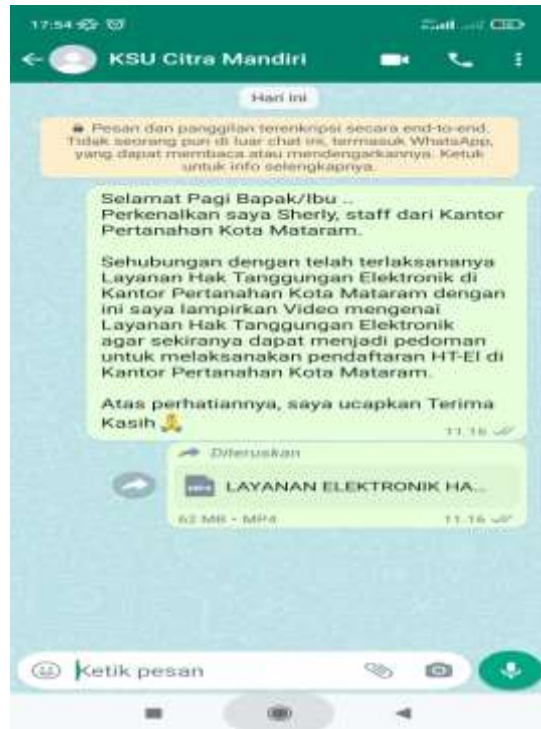 17:54
KSU Citra Mandiri
Hari ini
Pesan dan panggilan terenkripsi secara end-to-end.
Tidak seorang pun di luar chat ini, termasuk WhatsApp,
yang dapat membaca atau mendengarkannya. Ketuk
untuk info selengkapnya.
Selamat Pagi Bapak/Ibu ..
Perkenalkan saya Sherly, staff dari Kantor
Pertanahan Kota Mataram.
Sehubungan dengan telah terlaksananya
Layanan Hak Tanggungan Elektronik di
Kantor Pertanahan Kota Mataram dengan
ini saya lampirkan Video mengenai
Layanan Hak Tanggungan Elektronik
agar sekiranya dapat menjadi pedoman
untuk melaksanakan pendaftaran HT-El di
Kantor Pertanahan Kota Mataram.
Atas perhatiannya, saya ucapkan Terima
Kasih 🙏
11.16
Diteruskan
LAYANAN ELEKTRONIK HA...
62 MB • MP4
11.16
Ketik pesan